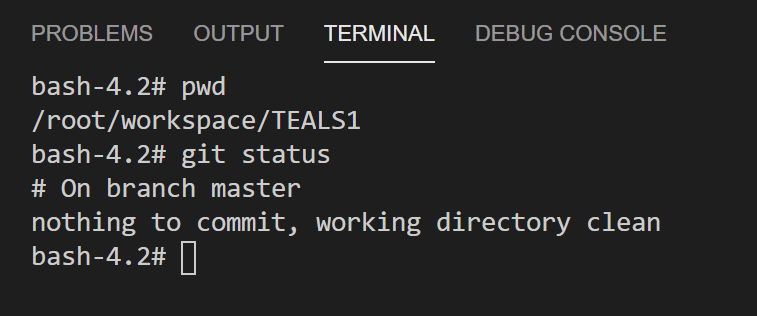 PROBLEMS OUTPUT TERMINAL DEBUG CONSOLE
bash-4.2# pwd
/root/workspace/TEALS1
bash-4.2# git status
# On branch master
nothing to commit, working directory clean
bash-4.2#